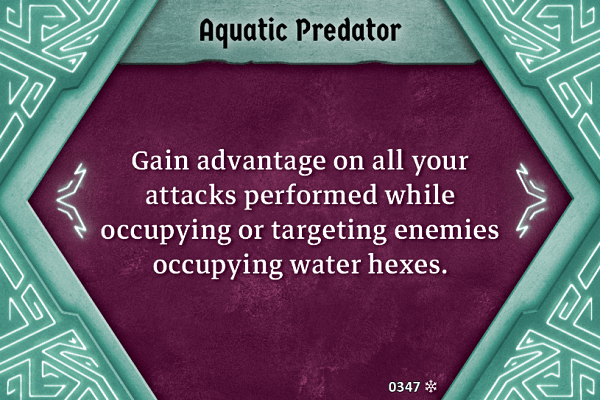 Aquatic Predator
Gain advantage on all your
attacks performed while
occupying or targeting enemies
occupying water hexes.
0347